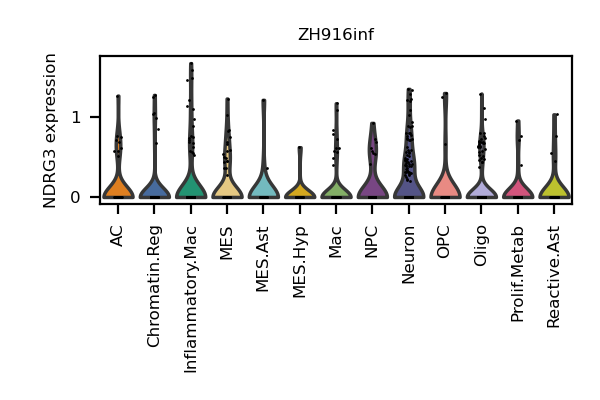 ZH916inf
NDRG3 expression
1
0
AC
Chromatin.Reg
Inflammatory.Mac
MES
MES.Ast
MES.Hyp
Mac
NPC
Neuron
OPC
Oligo
Prolif.Metab
Reactive.Ast